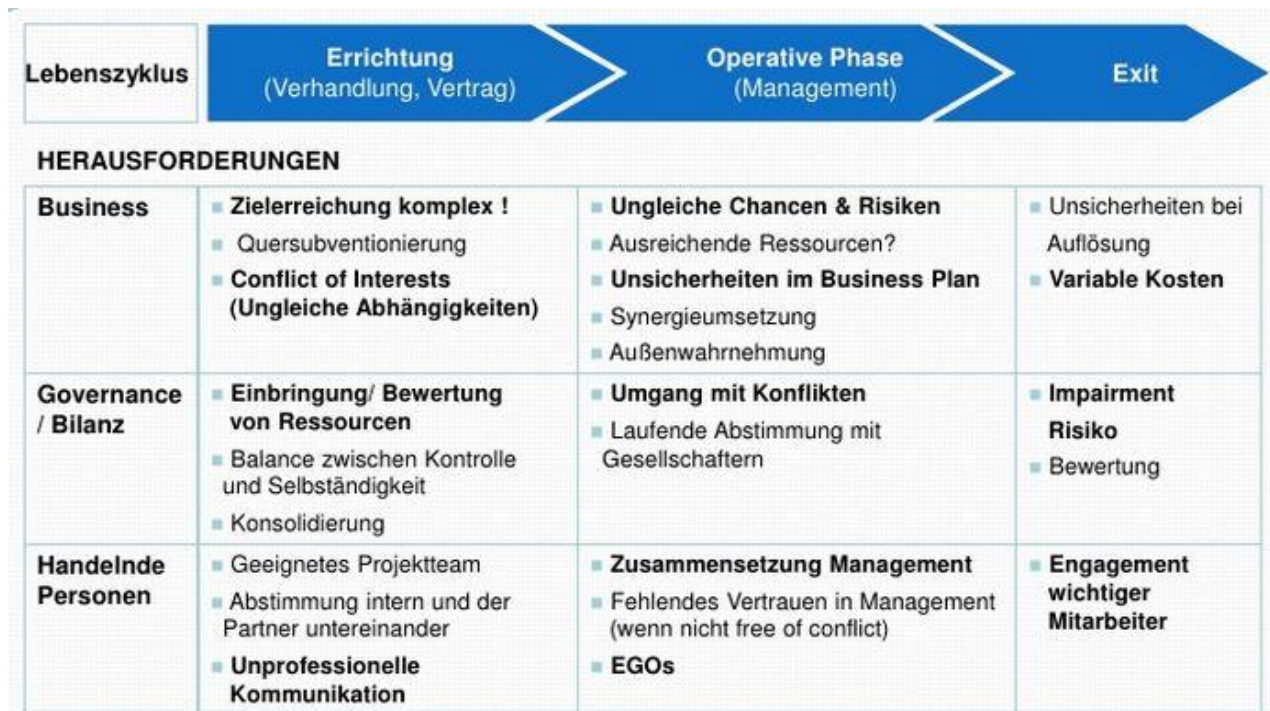 Lebenszyklus
Errichtung
(Verhandlung, Vertrag)
Operative Phase
(Management)
Exit
HERAUSFORDERUNGEN
Business
Zielerreichung komplex !
Quersubventionierung
Conflict of Interests
(Ungleiche Abhängigkeiten)
Ungleiche Chancen & Risiken
Ausreichende Ressourcen?
Unsicherheiten im Business Plan
Synergieumsetzung
Außenwahrnehmung
Unsicherheiten bei
Auflösung
Variable Kosten
Governance
/ Bilanz
Einbringung/ Bewertung
von Ressourcen
Balance zwischen Kontrolle
und Selbständigkeit
Konsolidierung
Umgang mit Konflikten
Laufende Abstimmung mit
Gesellschaftern
Impairment
Risiko
Bewertung
Handelnde
Personen
Geeignetes Projektteam
Abstimmung intern und der
Partner untereinander
Unprofessionelle
Kommunikation
Zusammensetzung Management
Fehlendes Vertrauen in Management
(wenn nicht free of conflict)
EGOs
Engagement
wichtiger
Mitarbeiter